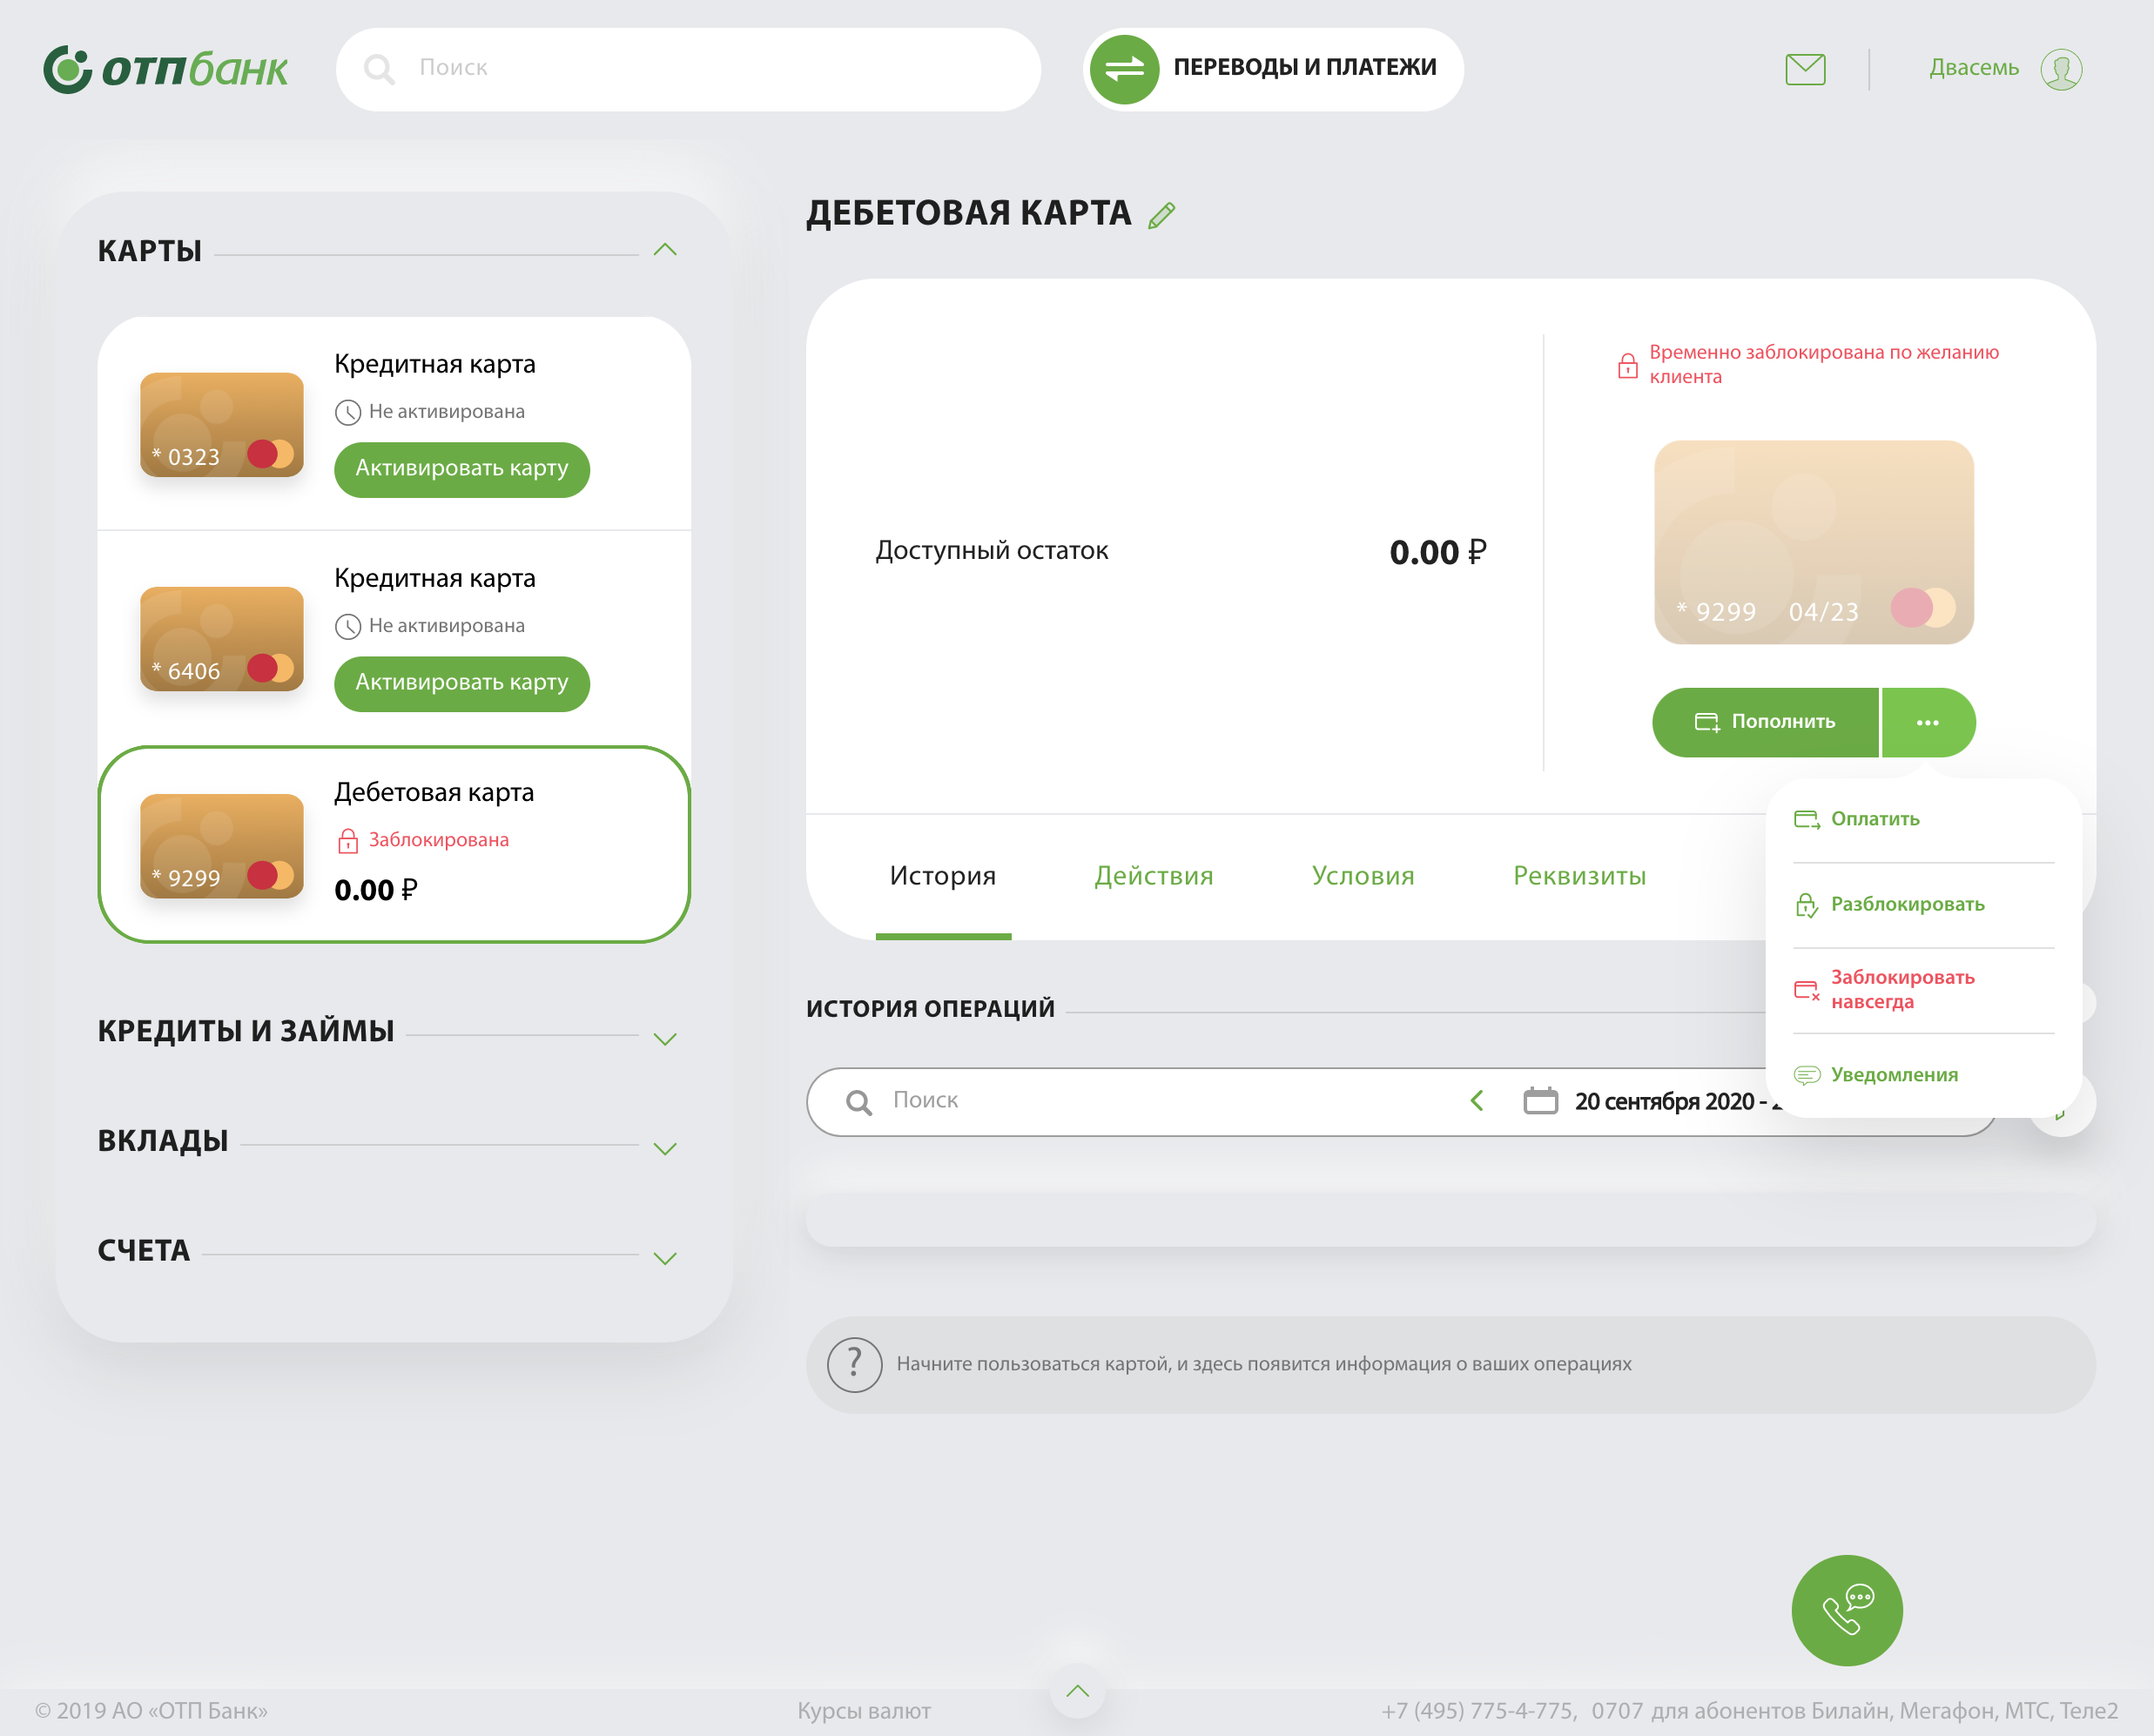 ОТПбанк
Поиск
ПЕРЕВОДЫ И ПЛАТЕЖИ
Двасемь
КАРТЫ
Кредитная карта
Не активирована
* 0323
Активировать карту
Кредитная карта
Не активирована
* 6406
Активировать карту
Дебетовая карта
Заблокирована
* 9299
0.00 ₽
КРЕДИТЫ И ЗАЙМЫ
ВКЛАДЫ
СЧЕТА
ДЕБЕТОВАЯ КАРТА
Доступный остаток
0.00 ₽
Временно заблокирована по желанию
клиента
* 9299 04/23
Пополнить
Оплатить
Разблокировать
Заблокировать
навсегда
Уведомления
История
Действия
Условия
Реквизиты
ИСТОРИЯ ОПЕРАЦИЙ
Поиск
20 сентября 2020 -
?
Начните пользоваться картой, и здесь появится информация о ваших операциях
© 2019 АО «ОТП Банк»
Курсы валют
+7 (495) 775-4-775, 0707 для абонентов Билайн, Мегафон, МТС, Теле2